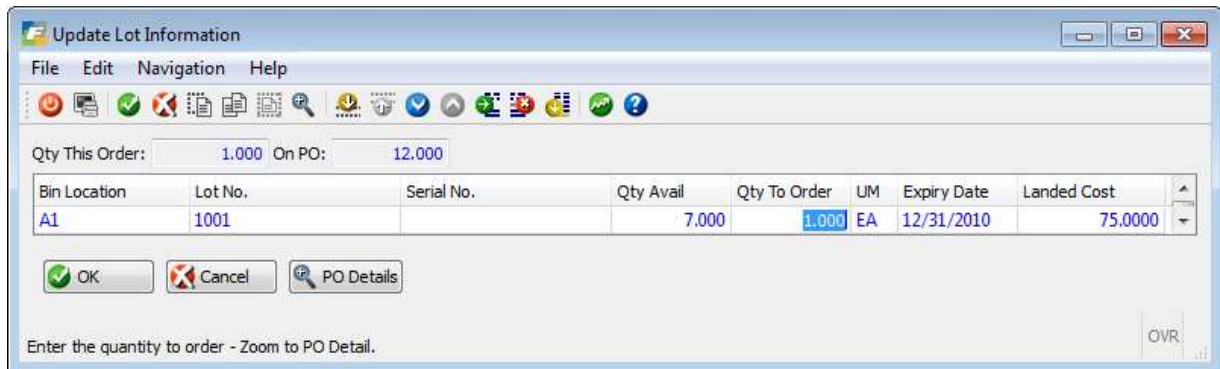 Update Lot Information
File Edit Navigation Help
Qty This Order: 1.000 On PO: 12.000
Bin Location Lot No. Serial No. Qty Avail Qty To Order UM Expiry Date Landed Cost
A1 1001 7.000 1.000 EA 12/31/2010 75.0000
OK Cancel PO Details
Enter the quantity to order - Zoom to PO Detail. OVR